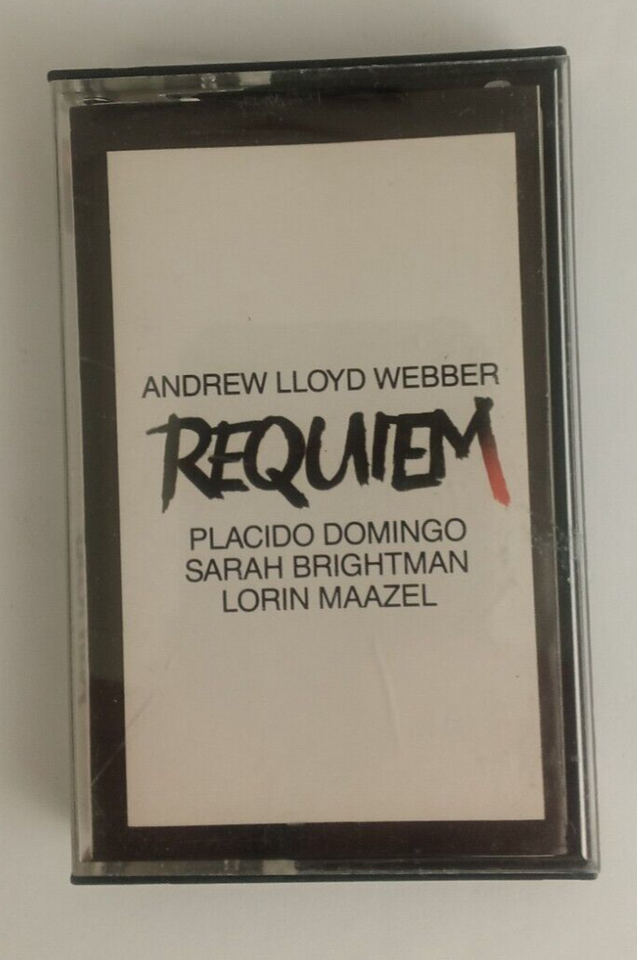 ANDREW LLOYD WEBBER
REQUIEM
PLACIDO DOMINGO
SARAH BRIGHTMAN
LORIN MAAZEL